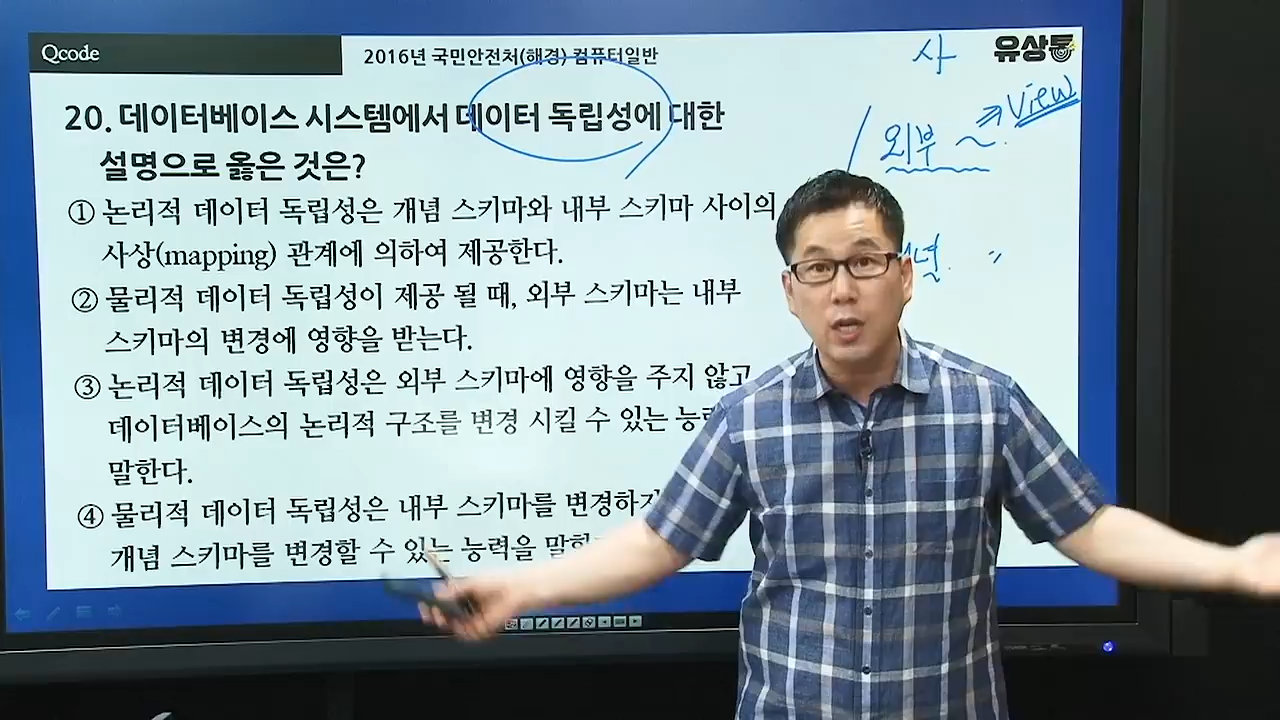 Qcode
2016년 국민안전처(해경) 컴퓨터일반
사
유상통
view
20. 데이터베이스 시스템에서 데이터 독립성에 대한
외부
설명으로 옳은 것은?
① 논리적 데이터 독립성은 개념 스키마와 내부 스키마 사이의
사상(mapping) 관계에 의하여 제공한다.
념 〃
② 물리적 데이터 독립성이 제공 될 때, 외부 스키마는 내부
스키마의 변경에 영향을 받는다.
③ 논리적 데이터 독립성은 외부 스키마에 영향을 주지 않고
데이터베이스의 논리적 구조를 변경 시킬 수 있는
말한다.
④ 물리적 데이터 독립성은 내부 스키마를
개념 스키마를 변경할 수 있는 능력을